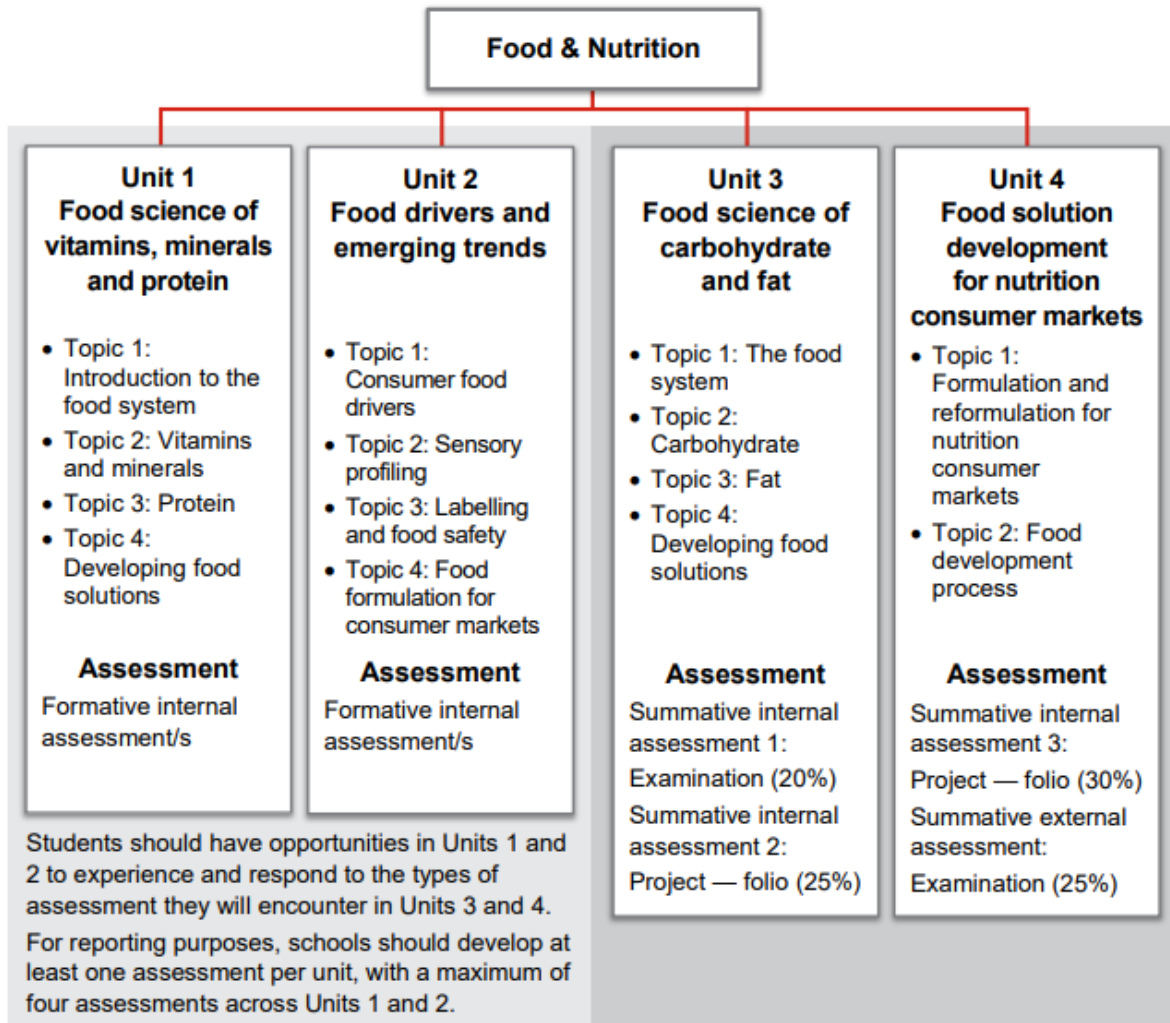 Food & Nutrition
Unit 1
Food science of
vitamins, minerals
and protein
• Topic 1:
Introduction to the
food system
• Topic 2: Vitamins
and minerals
• Topic 3: Protein
• Topic 4:
Developing food
solutions
Assessment
Formative internal
assessment/s
Unit 2
Food drivers and
emerging trends
• Topic 1:
Consumer food
drivers
• Topic 2: Sensory
profiling
• Topic 3: Labelling
and food safety
• Topic 4: Food
formulation for
consumer markets
Assessment
Formative internal
assessment/s
Students should have opportunities in Units 1 and
2 to experience and respond to the types of
assessment they will encounter in Units 3 and 4.
For reporting purposes, schools should develop at
least one assessment per unit, with a maximum of
four assessments across Units 1 and 2.
Unit 3
Food science of
carbohydrate
and fat
• Topic 1: The food
system
• Topic 2:
Carbohydrate
• Topic 3: Fat
• Topic 4:
Developing food
solutions
Assessment
Summative internal
assessment 1:
Examination (20%)
Summative internal
assessment 2:
Project — folio (25%)
Unit 4
Food solution
development
for nutrition
consumer markets
• Topic 1:
Formulation and
reformulation for
nutrition
consumer
markets
• Topic 2: Food
development
process
Assessment
Summative internal
assessment 3:
Project — folio (30%)
Summative external
assessment:
Examination (25%)